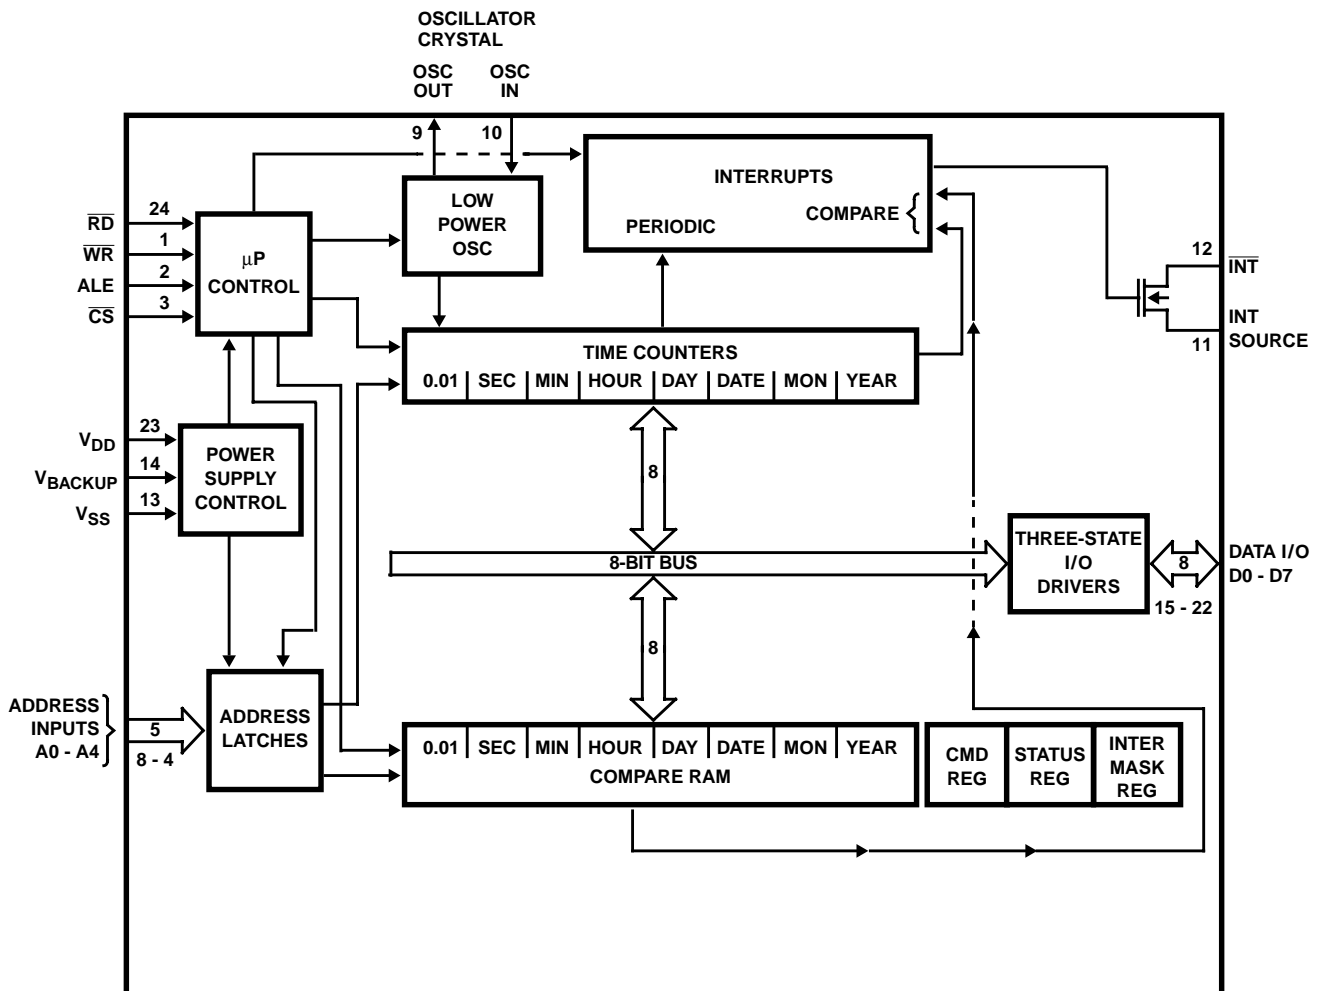 OSCILLATOR
CRYSTAL
OSC
OUT
OSC
IN
9
10
INTERRUPTS
COMPARE
PERIODIC
LOW
POWER
OSC
R̅D̅
24
W̅R̅
1
ALE
2
C̅S̅
3
μP
CONTROL
12
I̅N̅T̅
INT
SOURCE
11
TIME COUNTERS
0.01 SEC MIN HOUR DAY DATE MON YEAR
VDD
23
VBACKUP
14
VSS
13
POWER
SUPPLY
CONTROL
8
8-BIT BUS
THREE-STATE
I/O
DRIVERS
8
DATA I/O
D0 - D7
15 - 22
8
ADDRESS
INPUTS
A0 - A4
5
8 - 4
ADDRESS
LATCHES
0.01 SEC MIN HOUR DAY DATE MON YEAR
COMPARE RAM
CMD
REG
STATUS
REG
INTER
MASK
REG